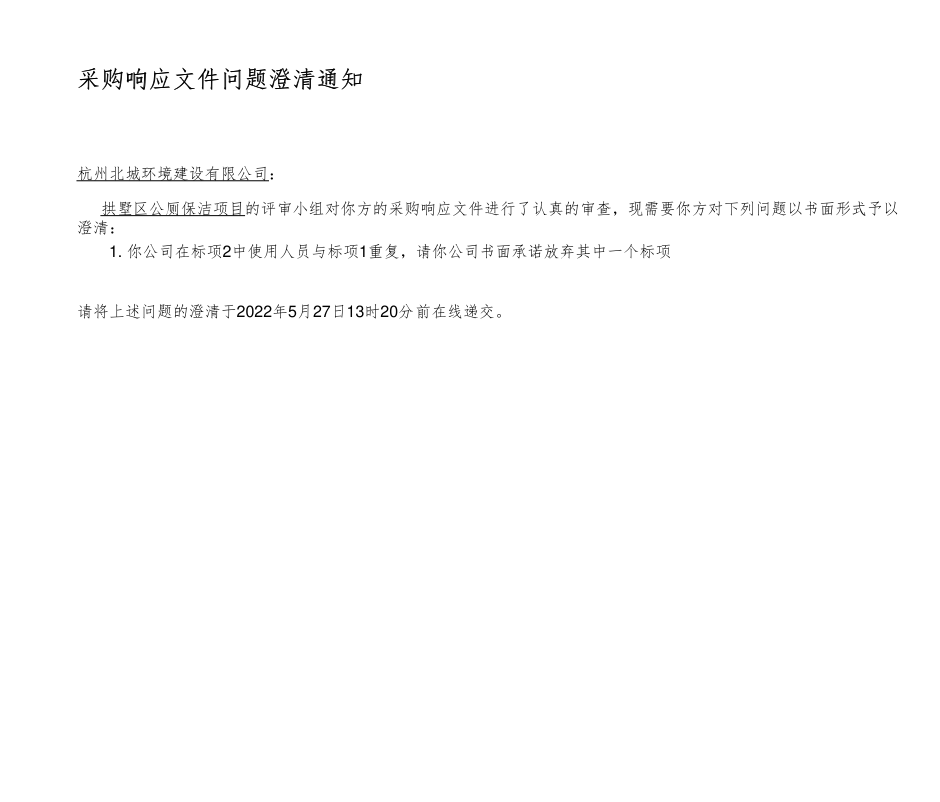 采购响应文件问题澄清通知
杭州北城环境建设有限公司：
拱墅区公厕保洁项目的评审小组对你方的采购响应文件进行了认真的审查，现需要你方对下列问题以书面形式予以
澄清：
1. 你公司在标项2中使用人员与标项1重复，请你公司书面承诺放弃其中一个标项
请将上述问题的澄清于2022年5月27日13时20分前在线递交。